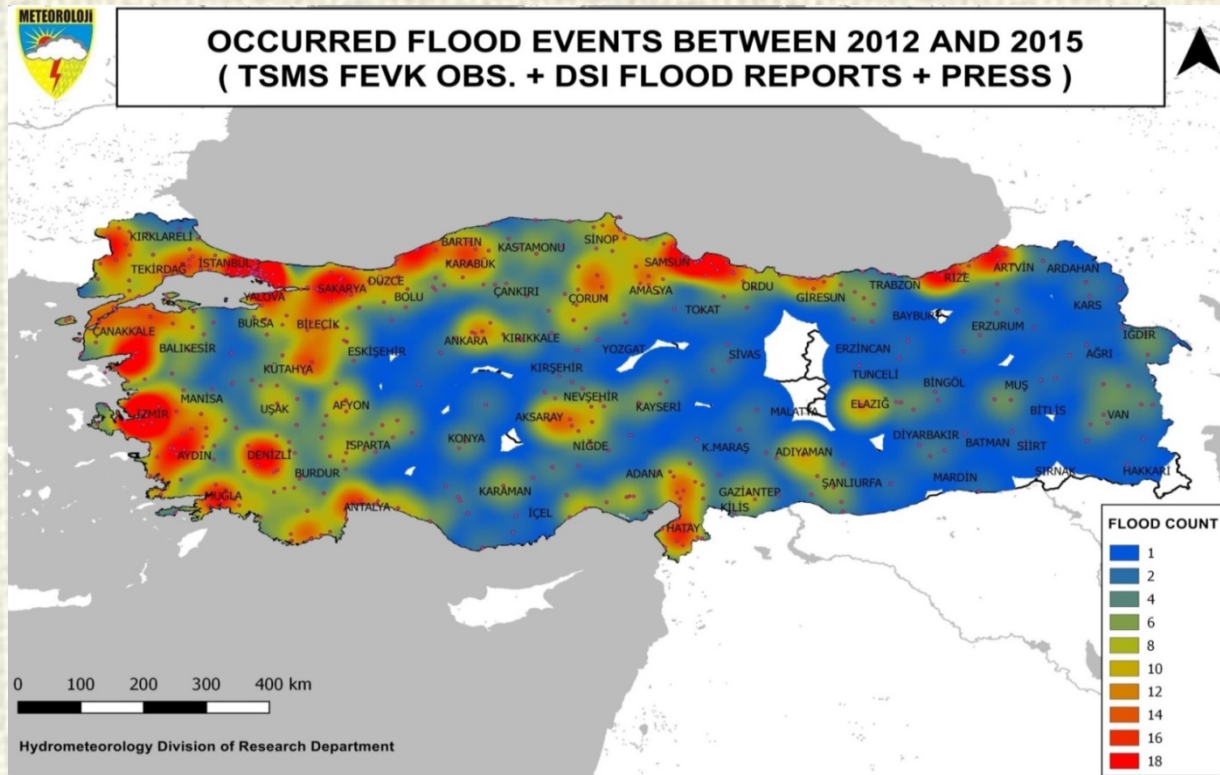 METEOROLOJİ
OCCURRED FLOOD EVENTS BETWEEN 2012 AND 2015
( TSMS FEVK OBS. + DSI FLOOD REPORTS + PRESS )
KIRKLARELİ
TEKİRDAĞ
İSTANBUL
YALOVA
SAKARYA
DÜZCE
BOLU
BARTIN
KARABÜK
KASTAMONU
SİNOP
ÇANKIRI
ÇORUM
SAMSUN
AMASYA
TOKAT
ORDU
GİRESUN
TRABZON
RİZE
ARTVİN
ARDAHAN
KARS
BAYBURT
ERZURUM
IĞDIR
AĞRI
ÇANAKKALE
BALIKESİR
BURSA
BİLECİK
KÜTAHYA
ESKİŞEHİR
ANKARA
KIRIKKALE
KIRŞEHİR
YOZGAT
SİVAS
ERZİNCAN
TUNCELİ
BİNGÖL
MUŞ
BİTLİS
VAN
MANİSA
İZMİR
UŞAK
AFYON
AKSARAY
NEVŞEHİR
KAYSERİ
MALATYA
ELAZIĞ
DİYARBAKIR
BATMAN
SİİRT
AYDIN
DENİZLİ
ISPARTA
BURDUR
KONYA
NİĞDE
K.MARAŞ
ADIYAMAN
ŞANLIURFA
MARDİN
ŞIRNAK
HAKKARİ
MUĞLA
ANTALYA
KARAMAN
İÇEL
ADANA
GAZİANTEP
KİLİS
HATAY
FLOOD COUNT
1
2
4
6
8
10
12
14
16
18
0 100 200 300 400 km
Hydrometeorology Division of Research Department